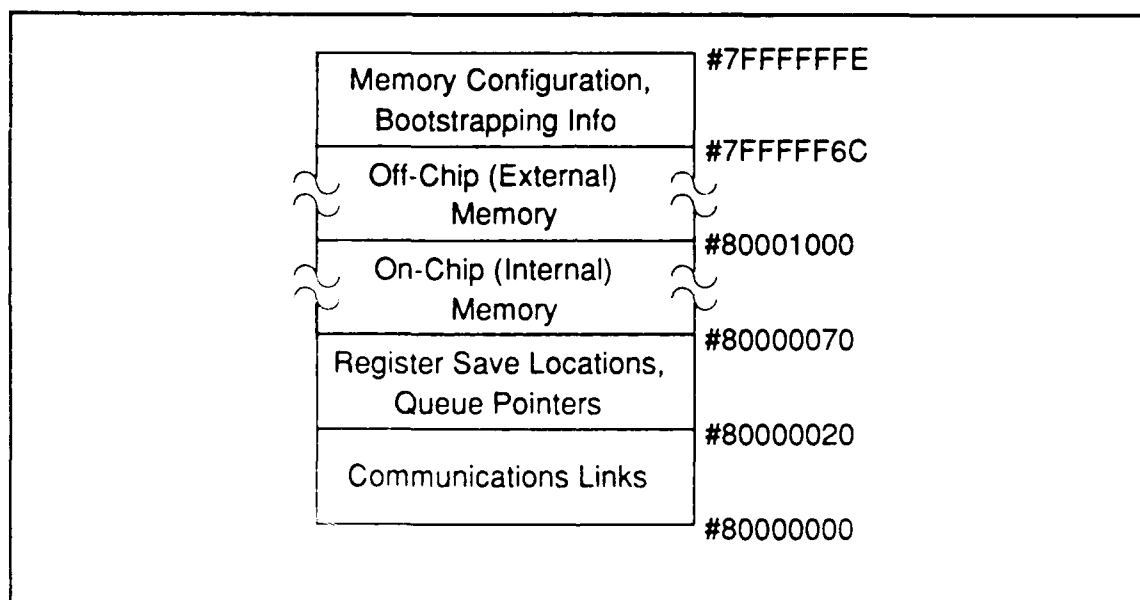 #7FFFFFFE
Memory Configuration,
Bootstrapping Info
#7FFFFF6C
Off-Chip (External)
Memory
#80001000
On-Chip (Internal)
Memory
#80000070
Register Save Locations,
Queue Pointers
#80000020
Communications Links
#80000000